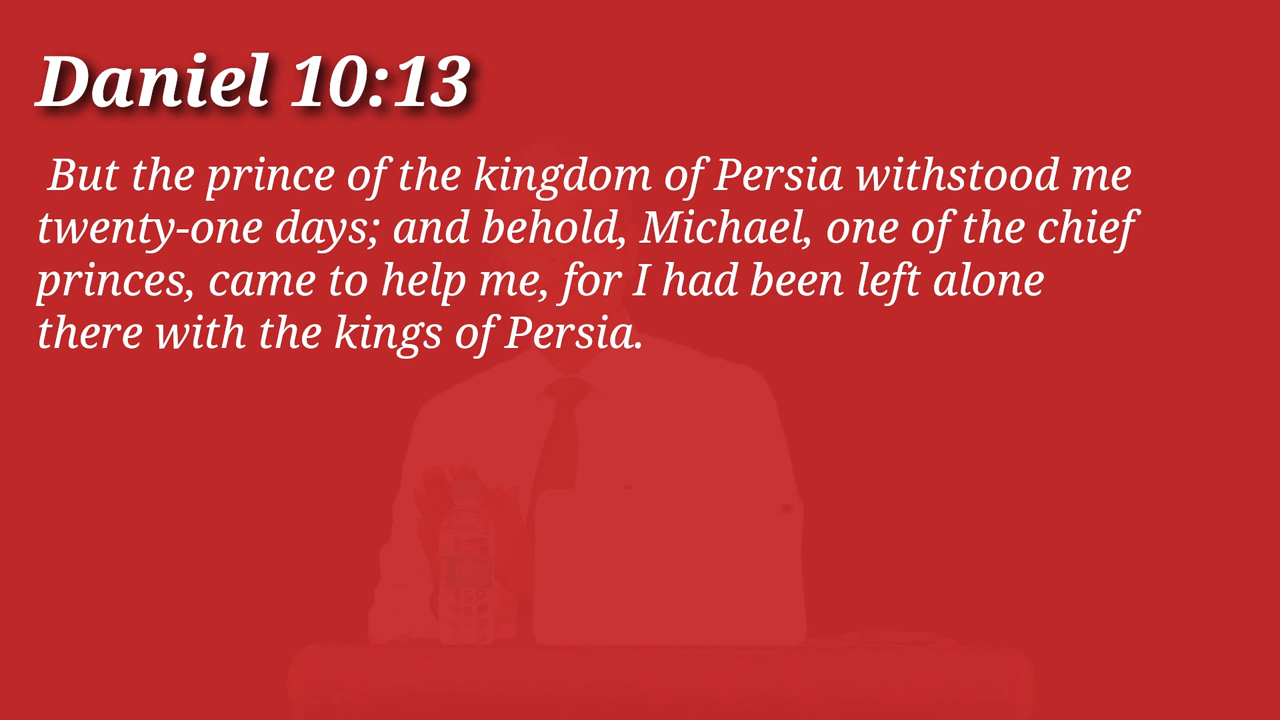 Daniel 10:13
But the prince of the kingdom of Persia withstood me
twenty-one days; and behold, Michael, one of the chief
princes, came to help me, for I had been left alone
there with the kings of Persia.